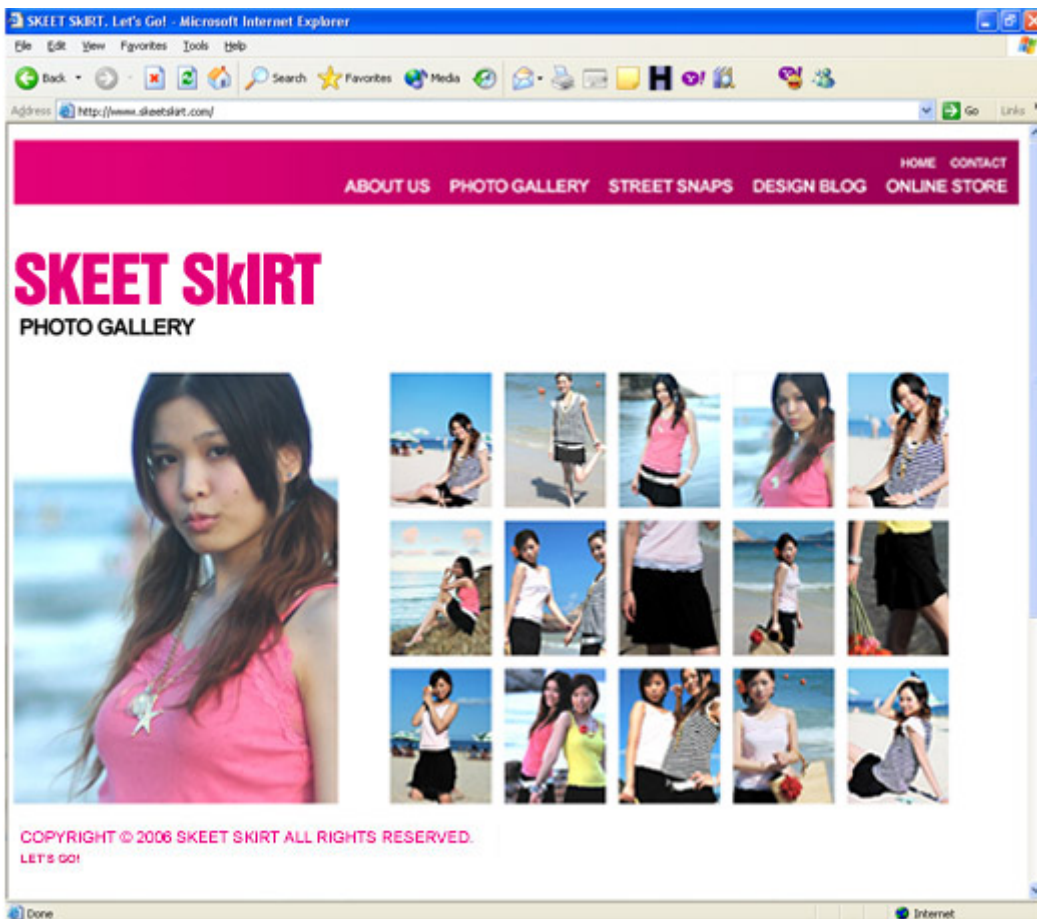 SKEET SkIRT. Let's Go! - Microsoft Internet Explorer
File Edit View Favorites Tools Help
Back Search Favorites Media
Address http://www.skeetskirt.com/ Go Links
HOME CONTACT
ABOUT US PHOTO GALLERY STREET SNAPS DESIGN BLOG ONLINE STORE
SKEET SkIRT
PHOTO GALLERY
COPYRIGHT © 2006 SKEET SKIRT ALL RIGHTS RESERVED.
LET'S GO!
Done Internet